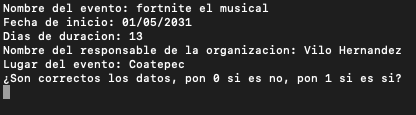 Nombre del evento: fortnite el musical
Fecha de inicio: 01/05/2031
Dias de duracion: 13
Nombre del responsable de la organizacion: Vilo Hernandez
Lugar del evento: Coatepec
¿Son correctos los datos, pon 0 si es no, pon 1 si es si?